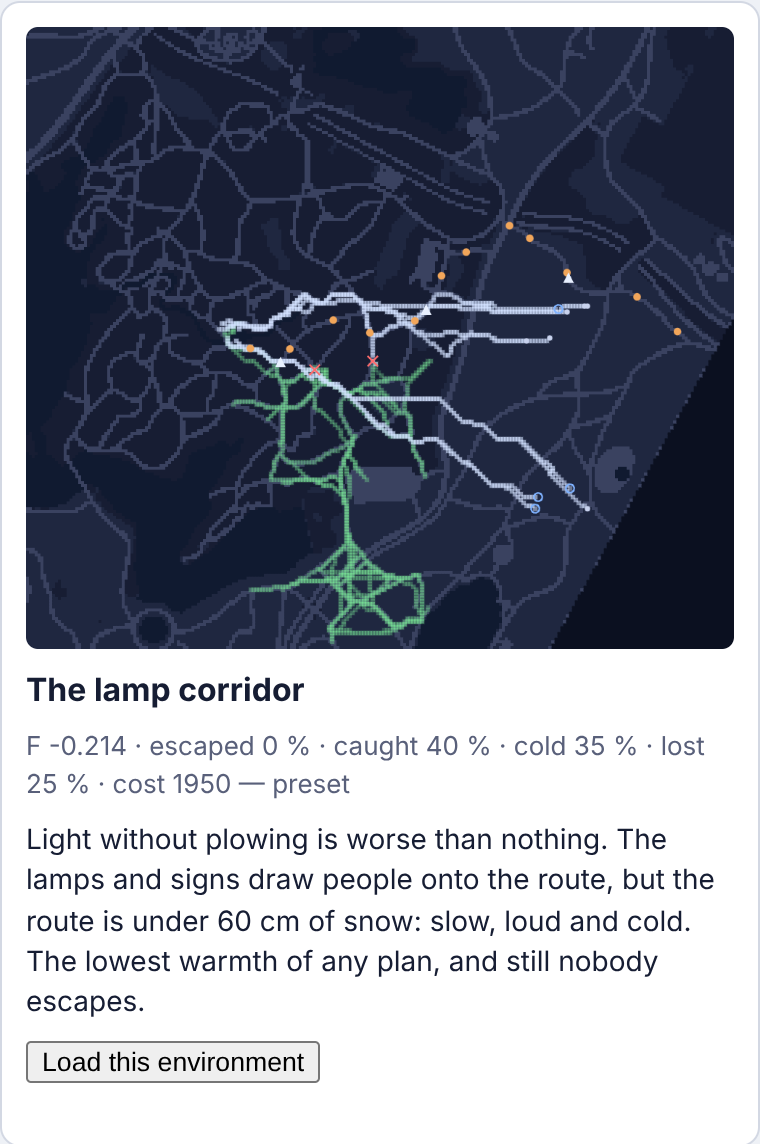 The lamp corridor
F -0.214 · escaped 0 % · caught 40 % · cold 35 % · lost
25 % · cost 1950 — preset
Light without plowing is worse than nothing. The
lamps and signs draw people onto the route, but the
route is under 60 cm of snow: slow, loud and cold.
The lowest warmth of any plan, and still nobody
escapes.
Load this environment